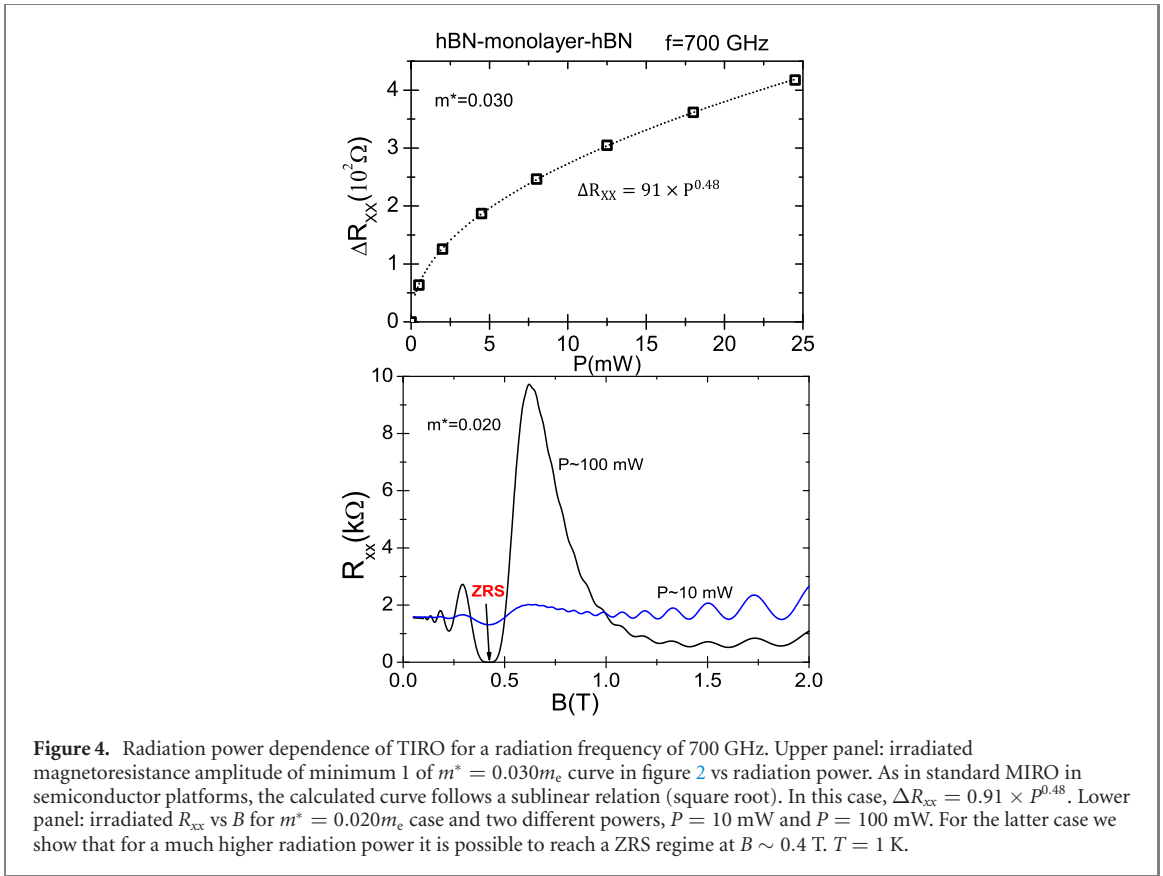 hBN-monolayer-hBN f=700 GHz
m*=0.030
ΔR_XX(10²Ω)
4
3
2
1
0
ΔR_XX = 91 × P^0.48
0 5 10 15 20 25
P(mW)
10
8
6
4
2
0
R_xx(kΩ)
m*=0.020
P~100 mW
ZRS
P~10 mW
0.0 0.5 1.0 1.5 2.0
B(T)
Figure 4. Radiation power dependence of TIRO for a radiation frequency of 700 GHz. Upper panel: irradiated
magnetoresistance amplitude of minimum 1 of m* = 0.030m_e curve in figure 2 vs radiation power. As in standard MIRO in
semiconductor platforms, the calculated curve follows a sublinear relation (square root). In this case, ΔR_xx = 0.91 × P^0.48. Lower
panel: irradiated R_xx vs B for m* = 0.020m_e case and two different powers, P = 10 mW and P = 100 mW. For the latter case we
show that for a much higher radiation power it is possible to reach a ZRS regime at B ∼ 0.4 T. T = 1 K.